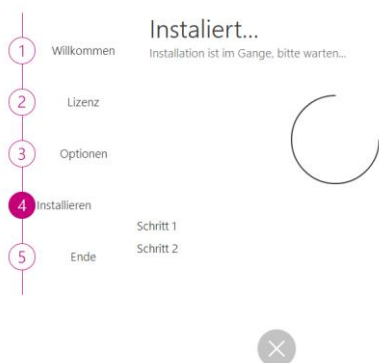 Instaliert...
Installation ist im Gange, bitte warten...
1 Willkommen
2 Lizenz
3 Optionen
4 Installieren
5 Ende
Schritt 1
Schritt 2